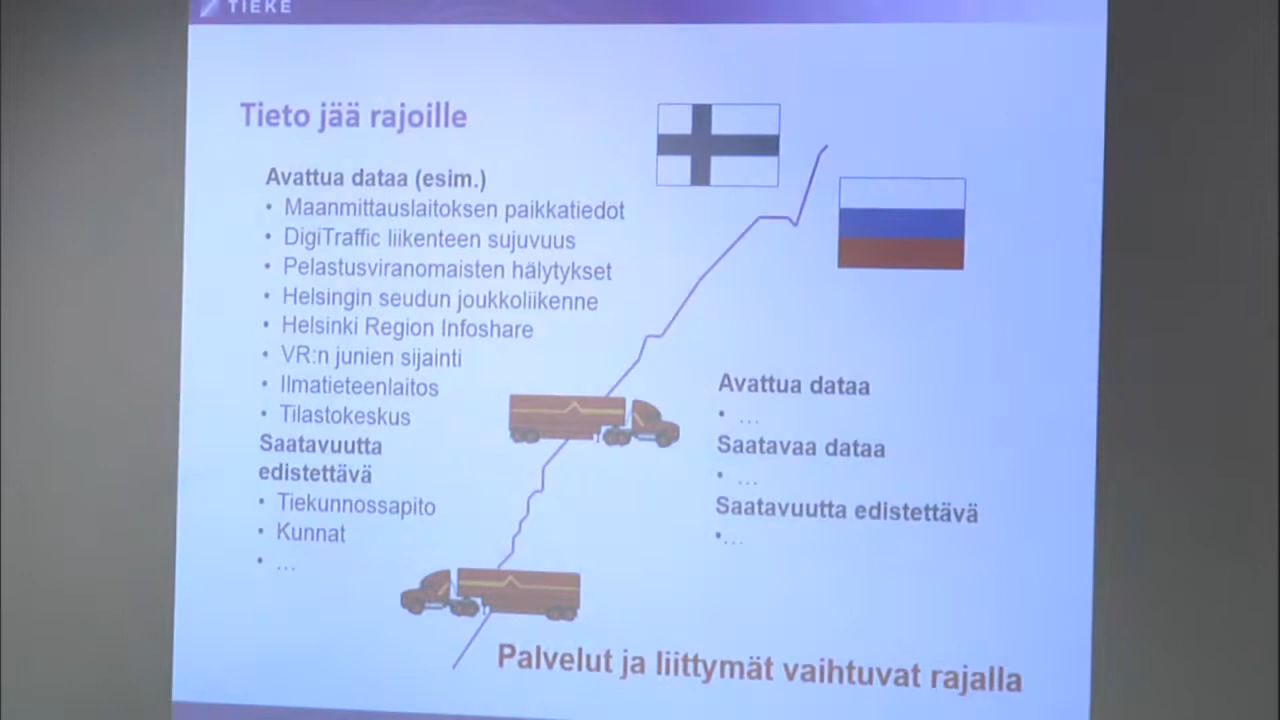 TIEKE
Tieto jää rajoille
Avattua dataa (esim.)
• Maanmittauslaitoksen paikkatiedot
• DigiTraffic liikenteen sujuvuus
• Pelastusviranomaisten hälytykset
• Helsingin seudun joukkoliikenne
• Helsinki Region Infoshare
• VR:n junien sijainti
• Ilmatieteenlaitos
• Tilastokeskus
Saatavuutta
edistettävä
• Tiekunnossapito
• Kunnat
• ...
Avattua dataa
• ...
Saatavaa dataa
• ...
Saatavuutta edistettävä
•...
Palvelut ja liittymät vaihtuvat rajalla